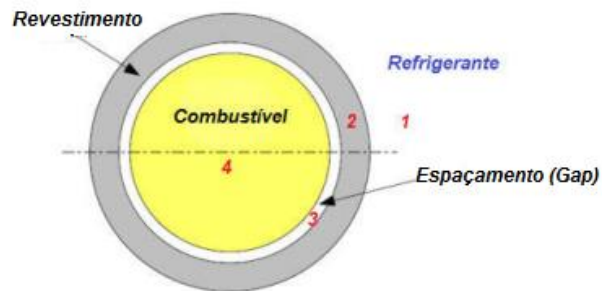 Revestimento
Refrigerante
Combustível
2
1
4
Espaçamento (Gap)
3